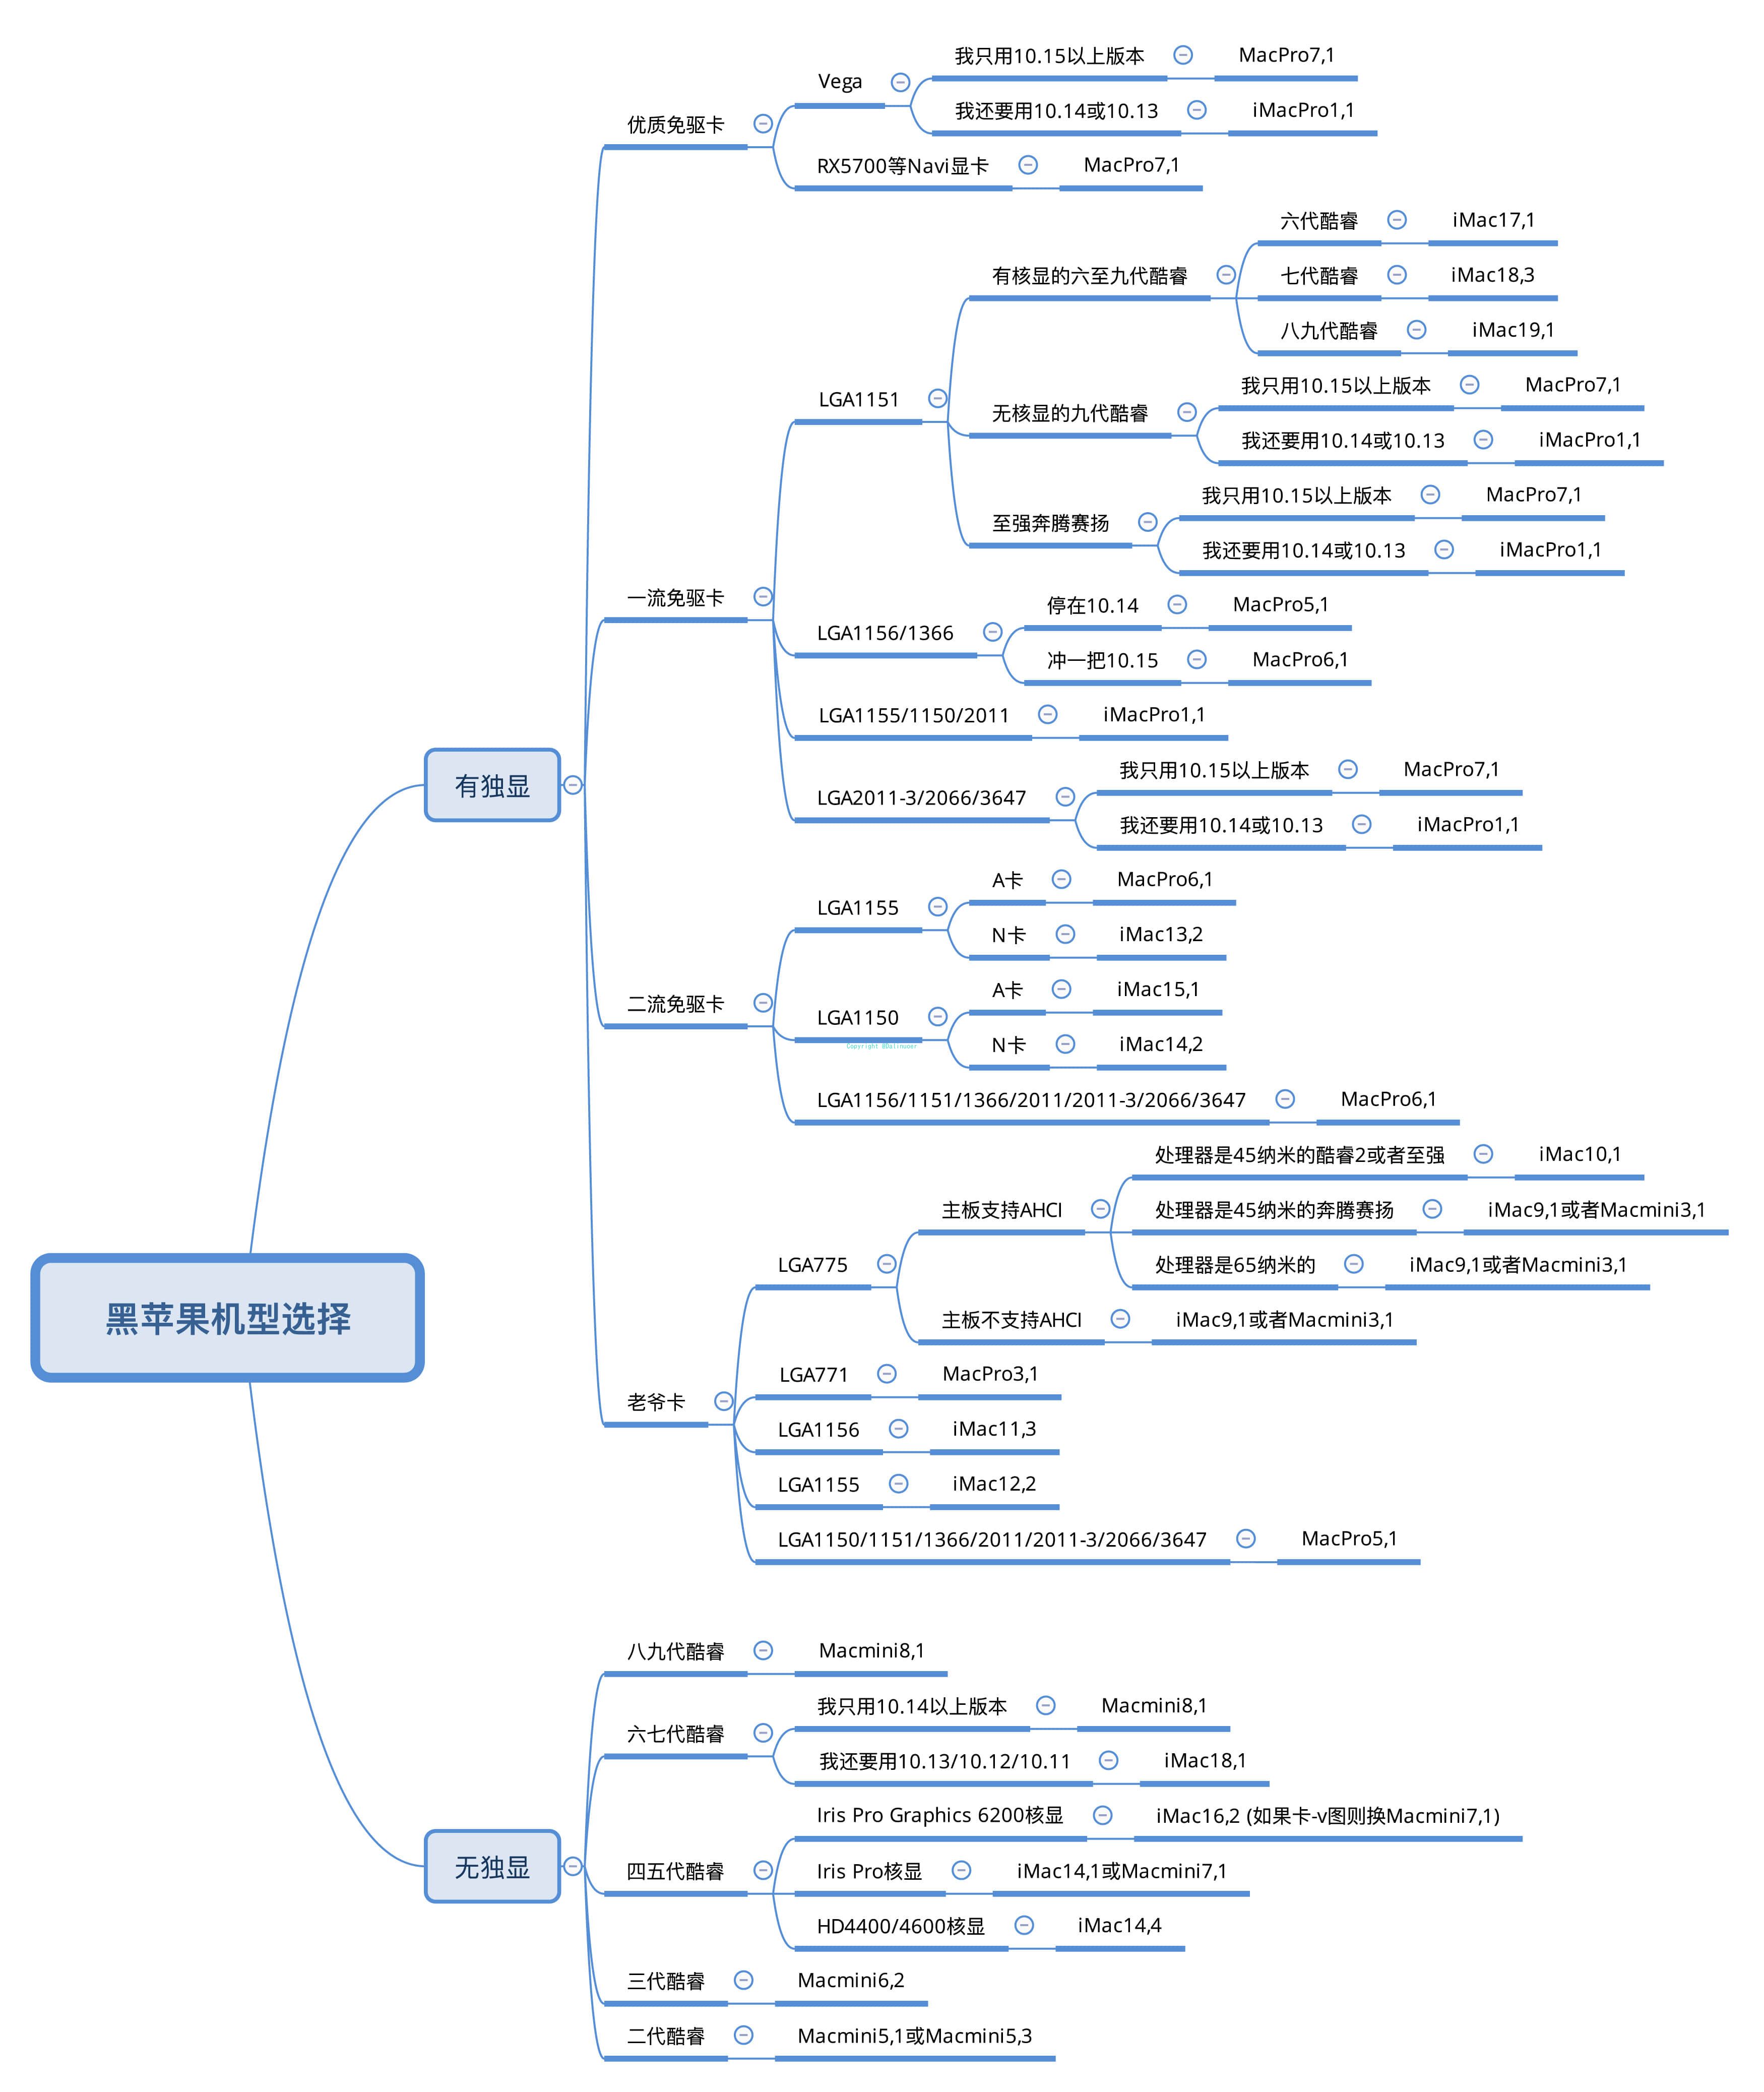 黑苹果机型选择
有独显
优质免驱卡
Vega
我只用10.15以上版本
MacPro7,1
我还要用10.14或10.13
iMacPro1,1
RX5700等Navi显卡
MacPro7,1
一流免驱卡
LGA1151
有核显的六至九代酷睿
六代酷睿
iMac17,1
七代酷睿
iMac18,3
八九代酷睿
iMac19,1
无核显的九代酷睿
我只用10.15以上版本
MacPro7,1
我还要用10.14或10.13
iMacPro1,1
至强奔腾赛扬
我只用10.15以上版本
MacPro7,1
我还要用10.14或10.13
iMacPro1,1
LGA1156/1366
停在10.14
MacPro5,1
冲一把10.15
MacPro6,1
LGA1155/1150/2011
iMacPro1,1
LGA2011-3/2066/3647
我只用10.15以上版本
MacPro7,1
我还要用10.14或10.13
iMacPro1,1
二流免驱卡
LGA1155
A卡
MacPro6,1
N卡
iMac13,2
LGA1150
Copyright
A卡
iMac15,1
N卡
iMac14,2
LGA1156/1151/1366/2011/2011-3/2066/3647
MacPro6,1
老爷卡
LGA775
主板支持AHCI
处理器是45纳米的酷睿2或者至强
iMac10,1
处理器是45纳米的奔腾赛扬
iMac9,1或者Macmini3,1
处理器是65纳米的
iMac9,1或者Macmini3,1
主板不支持AHCI
iMac9,1或者Macmini3,1
LGA771
MacPro3,1
LGA1156
iMac11,3
LGA1155
iMac12,2
LGA1150/1151/1366/2011/2011-3/2066/3647
MacPro5,1
无独显
八九代酷睿
Macmini8,1
六七代酷睿
我只用10.14以上版本
Macmini8,1
我还要用10.13/10.12/10.11
iMac18,1
四五代酷睿
Iris Pro Graphics 6200核显
iMac16,2 (如果卡-v图则换Macmini7,1)
Iris Pro核显
iMac14,1或Macmini7,1
HD4400/4600核显
iMac14,4
三代酷睿
Macmini6,2
二代酷睿
Macmini5,1或Macmini5,3